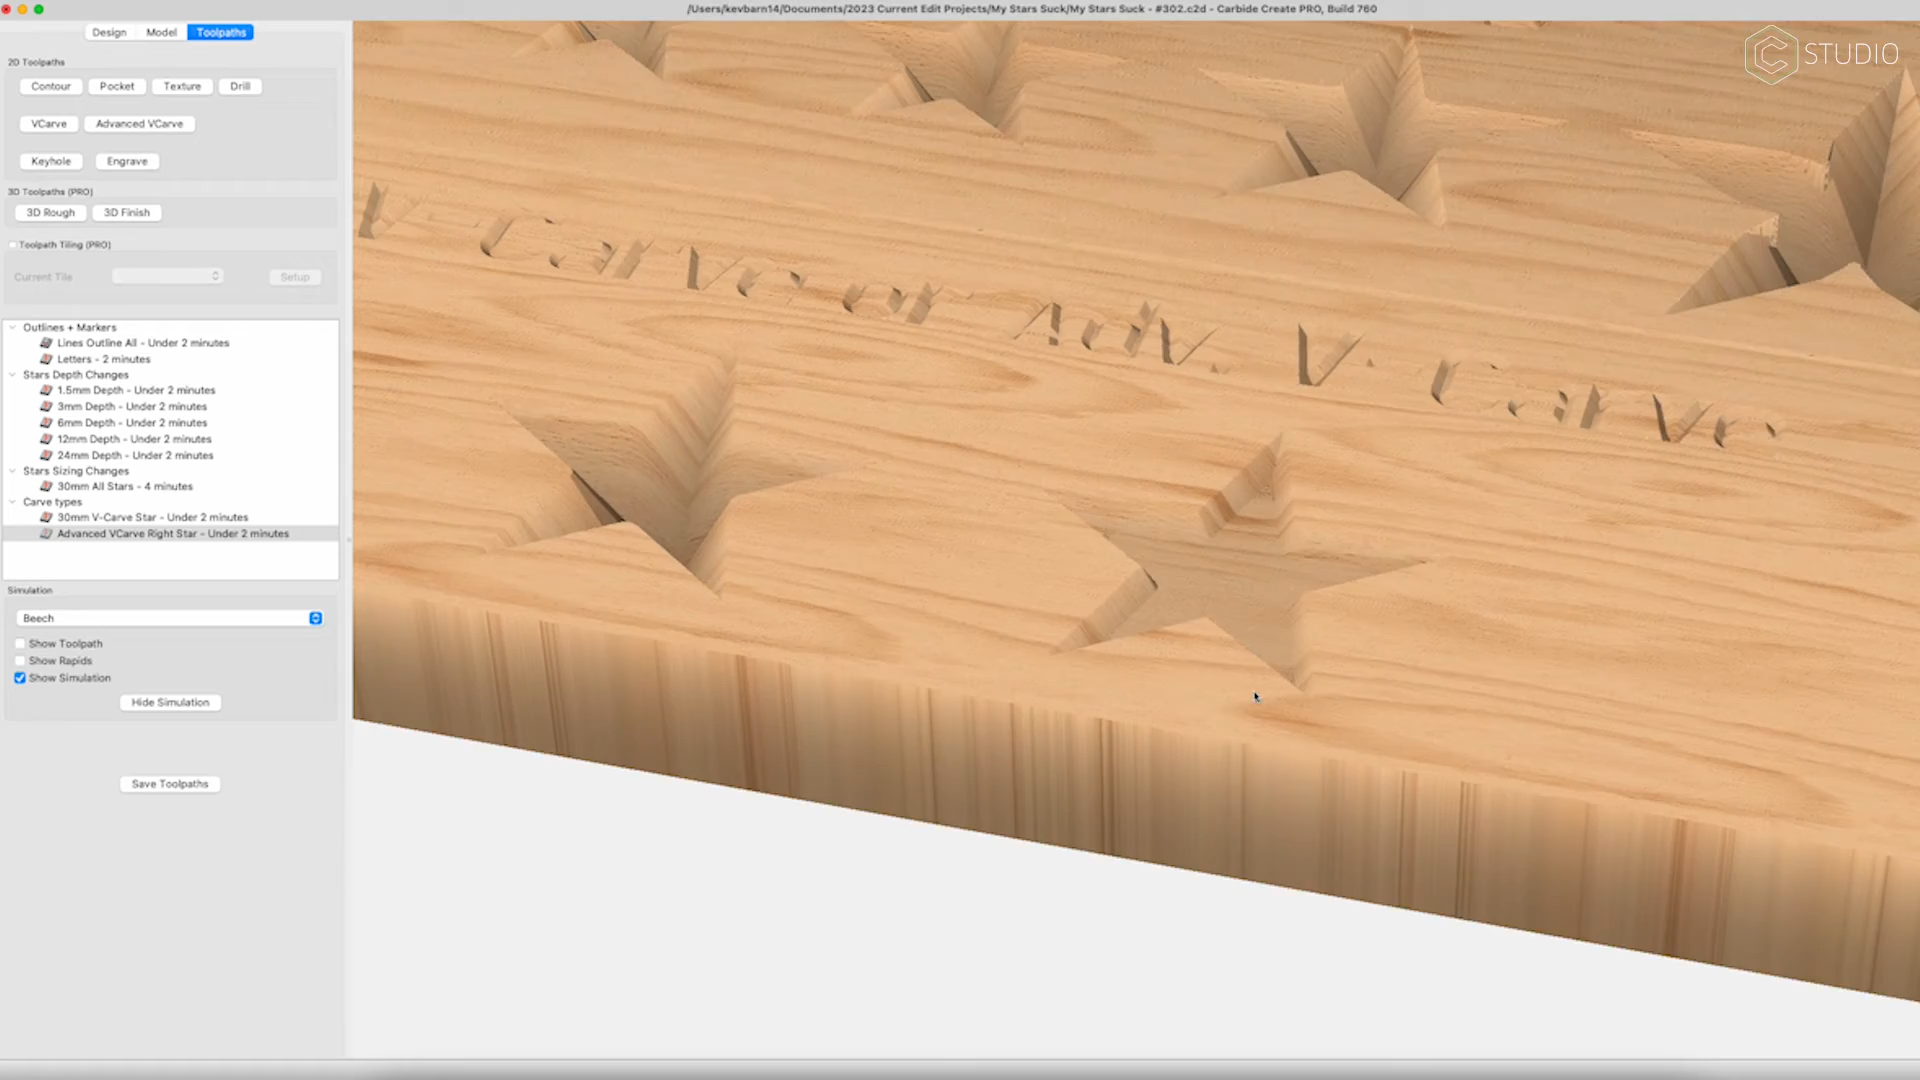 /Users/kevbarn14/Documents/2023 Current Edit Projects/My Stars Suck/My Stars Suck - #302.c2d - Carbide Create PRO, Build 760
Design Model Toolpaths
STUDIO
2D Toolpaths
Contour Pocket Texture Drill
VCarve Advanced VCarve
Keyhole Engrave
3D Toolpaths (PRO)
3D Rough 3D Finish
Toolpath Tiling (PRO)
Current Tile Setup
Outlines + Markers
Lines Outline All - Under 2 minutes
Letters - 2 minutes
Stars Depth Changes
1.5mm Depth - Under 2 minutes
3mm Depth - Under 2 minutes
6mm Depth - Under 2 minutes
12mm Depth - Under 2 minutes
24mm Depth - Under 2 minutes
Stars Sizing Changes
30mm All Stars - 4 minutes
Carve types
30mm V-Carve Star - Under 2 minutes
Advanced VCarve Right Star - Under 2 minutes
Simulation
Beech
Show Toolpath
Show Rapids
Show Simulation
Hide Simulation
Save Toolpaths
V-Carve or Adv. V-Carve